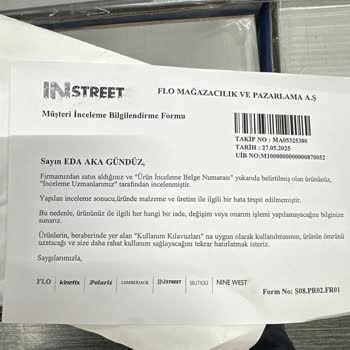 INSTREET
FLO MAĞAZACILIK VE PAZARLAMA A.Ş
Müşteri İnceleme Bilgilendirme Formu
TAKİP NO : MA05325380
TARİH : 27.05.2025
UİB NO:M1000000000000870052
Sayın EDA AKA GÜNDÜZ,
Firmamızdan satın aldığınız ve "Ürün İnceleme Belge Numarası" yukarıda belirtilmiş olan ürününüz,
"İnceleme Uzmanlarımız" tarafından incelenmiştir.
Yapılan inceleme sonucu,üründe malzeme ve üretim ile ilgili bir hata tespit edilmemiştir.
Bu nedenle, ürününüz ile ilgili her hangi bir iade, değişim veya onarım işlemi yapılamayacağını bilginize
sunarız.
Ürünlerin, beraberinde yer alan "Kullanım Kılavuzları" na uygun olarak kullanılmasının, ürünün ömrünü
uzatacağı ve size daha rahat kullanım sağlayacağını tekrar hatırlatmak isteriz.
Saygılarımızla,
FLO kinetix Polaris LUMBERJACK INSTREET BUTIGO NINE WEST
Form No: S08.PR02.FR01